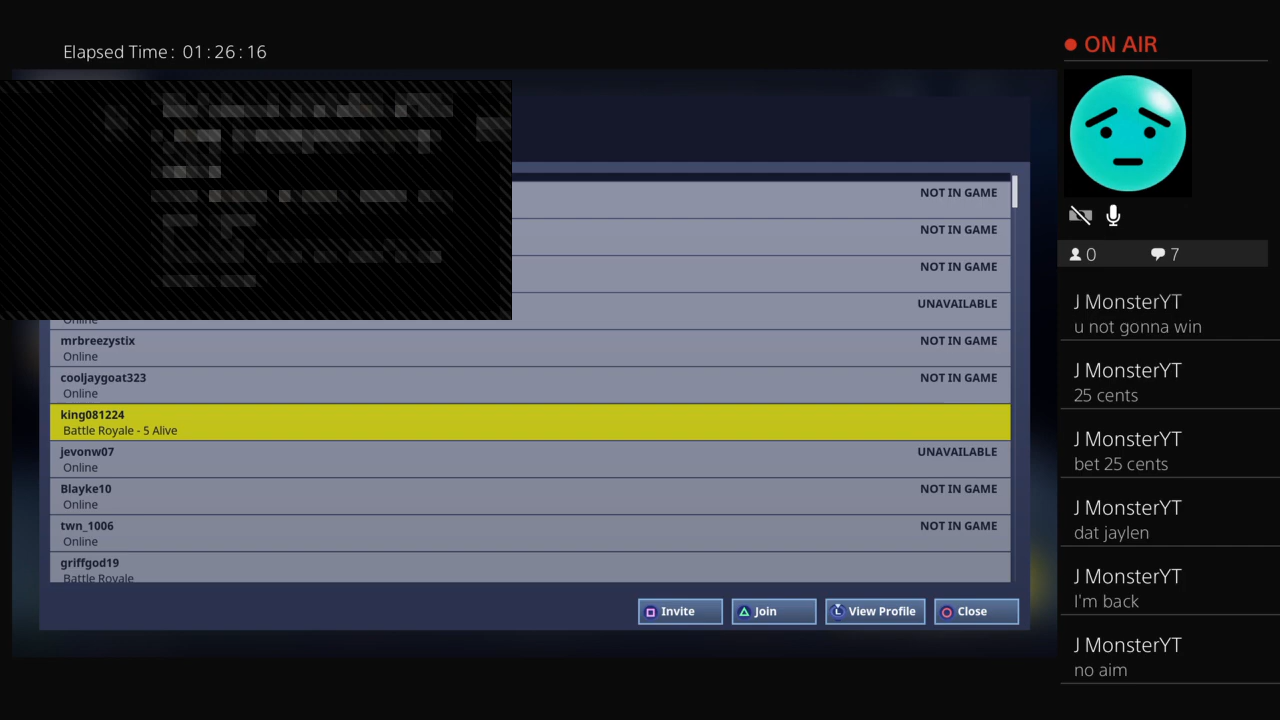 Elapsed Time: 01:26:16
ON AIR
0
7
NOT IN GAME
NOT IN GAME
NOT IN GAME
UNAVAILABLE
Online
mrbreezystix
NOT IN GAME
Online
cooljaygoat323
NOT IN GAME
Online
king081224
Battle Royale - 5 Alive
jevonw07
UNAVAILABLE
Online
Blayke10
NOT IN GAME
Online
twn_1006
NOT IN GAME
Online
griffgod19
Battle Royale
Invite
Join
L View Profile
Close
J MonsterYT
u not gonna win
J MonsterYT
25 cents
J MonsterYT
bet 25 cents
J MonsterYT
dat jaylen
J MonsterYT
I'm back
J MonsterYT
no aim